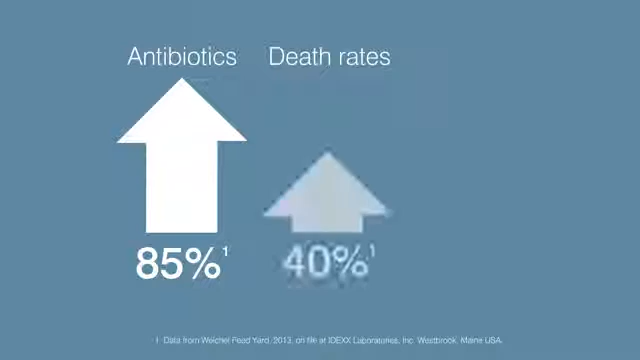 Antibiotics Death rates
85%¹ 40%¹
1 Data from Weichel Feed Yard, 2013, on file at IDEXX Laboratories, Inc. Westbrook, Maine USA.